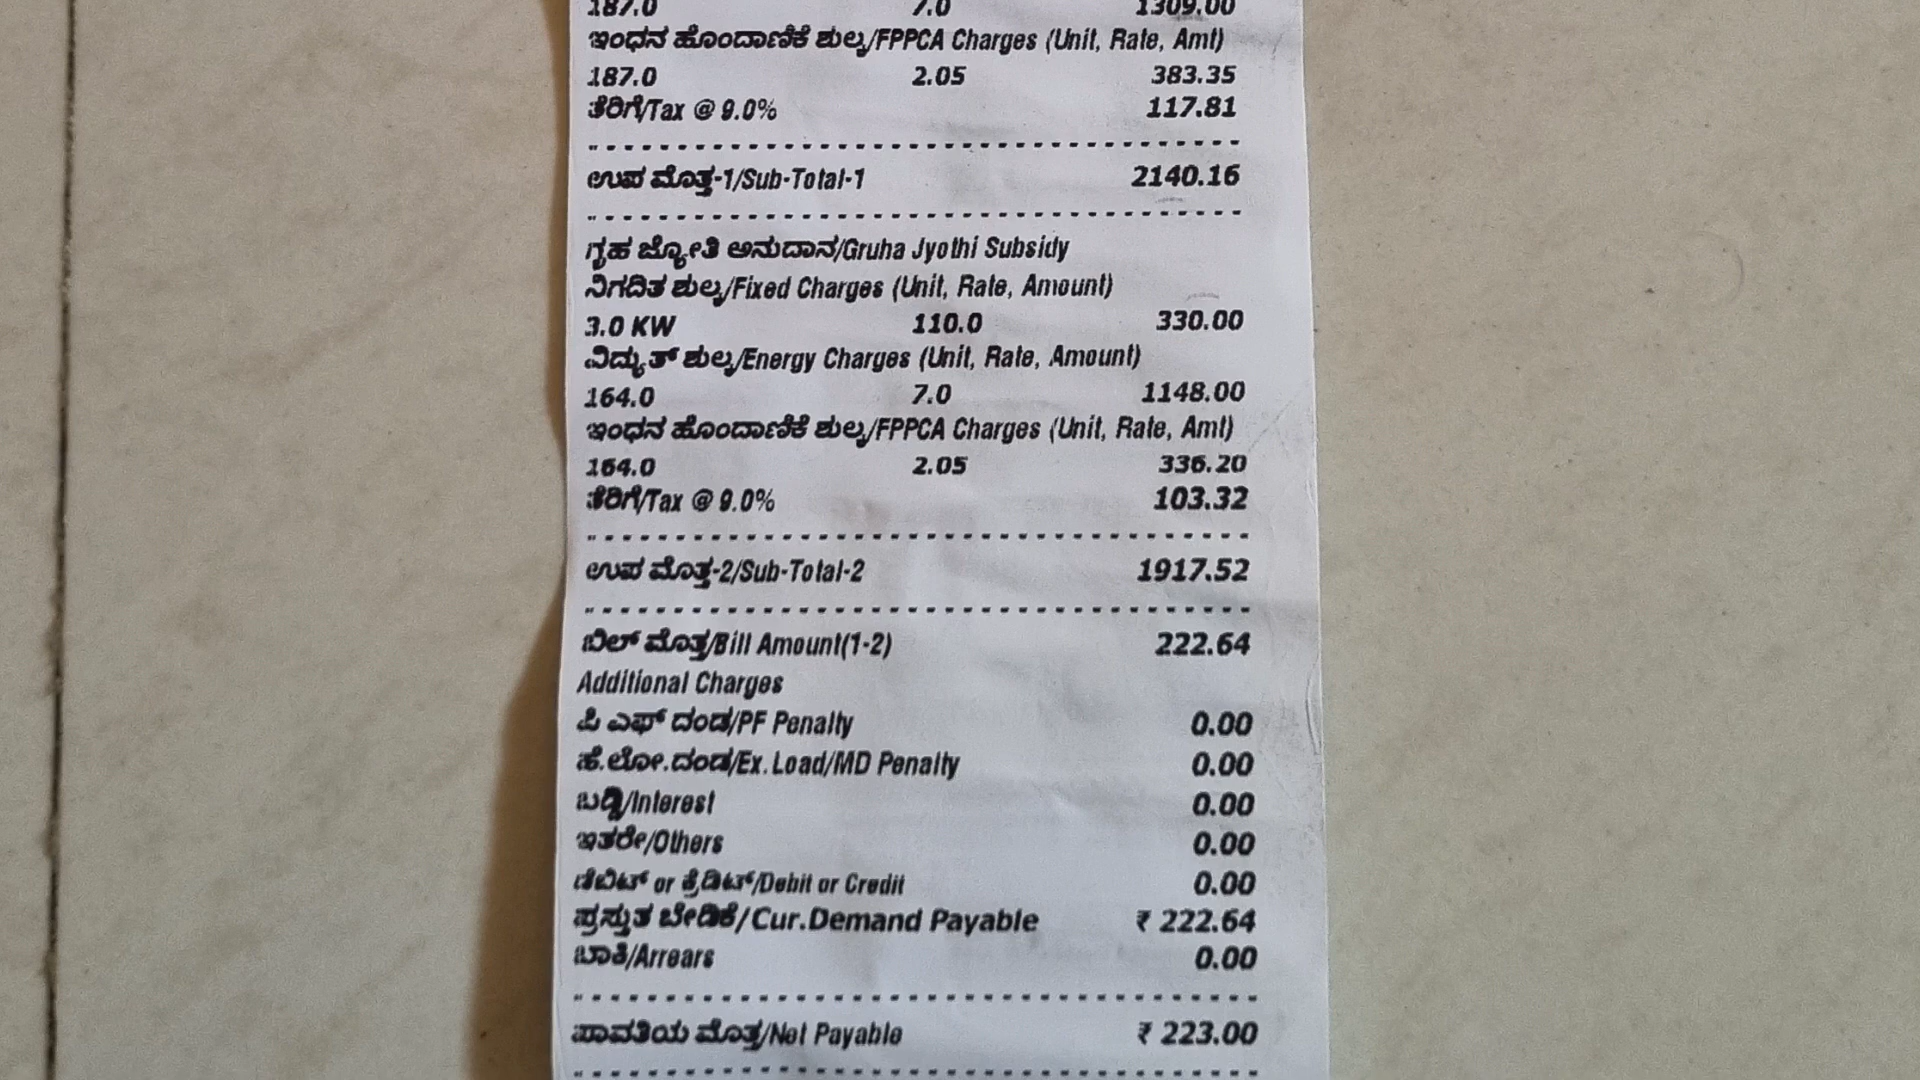 187.0 7.0 1309.00
ಇಂಧನ ಹೊಂದಾಣಿಕೆ ಶುಲ್ಕ/FPPCA Charges (Unit, Rate, Amt)
187.0 2.05 383.35
ತೆರಿಗೆ/Tax @ 9.0% 117.81
ಉಪ ಮೊತ್ತ-1/Sub-Total-1 2140.16
ಗೃಹ ಜ್ಯೋತಿ ಅನುದಾನ/Gruha Jyothi Subsidy
ನಿಗದಿತ ಶುಲ್ಕ/Fixed Charges (Unit, Rate, Amount)
3.0 KW 110.0 330.00
ವಿದ್ಯುತ್ ಶುಲ್ಕ/Energy Charges (Unit, Rate, Amount)
164.0 7.0 1148.00
ಇಂಧನ ಹೊಂದಾಣಿಕೆ ಶುಲ್ಕ/FPPCA Charges (Unit, Rate, Amt)
164.0 2.05 336.20
ತೆರಿಗೆ/Tax @ 9.0% 103.32
ಉಪ ಮೊತ್ತ-2/Sub-Total-2 1917.52
ಬಿಲ್ ಮೊತ್ತ/Bill Amount(1-2) 222.64
Additional Charges
ಪಿ ಎಫ್ ದಂಡ/PF Penalty 0.00
ಹೆ.ಲೋ.ದಂಡ/Ex.Load/MD Penalty 0.00
ಬಡ್ಡಿ/Interest 0.00
ಇತರೇ/Others 0.00
ಡೆಬಿಟ್ or ಕ್ರೆಡಿಟ್/Debit or Credit 0.00
ಪ್ರಸ್ತುತ ಬೇಡಿಕೆ/Cur.Demand Payable ₹ 222.64
ಬಾಕಿ/Arrears 0.00
ಪಾವತಿಯ ಮೊತ್ತ/Net Payable ₹ 223.00